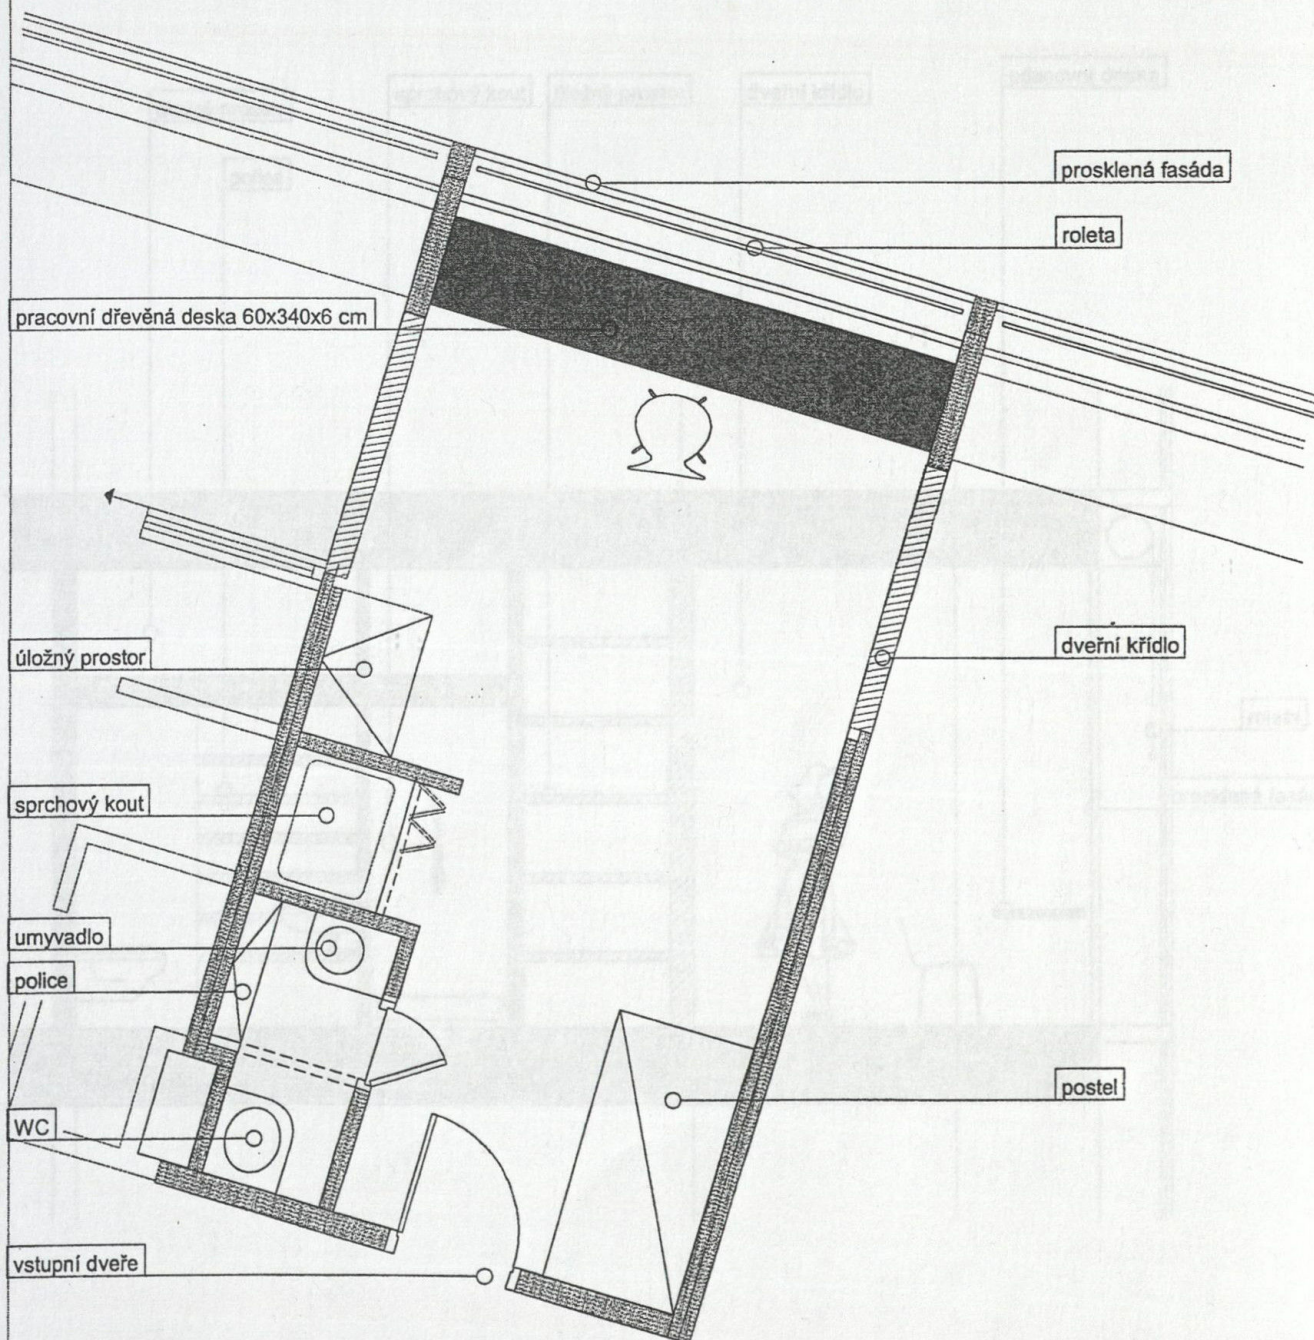 prosklená fasáda
roleta
pracovní dřevěná deska 60x340x6 cm
úložný prostor
dveřní křídlo
sprchový kout
umyvadlo
police
postel
WC
vstupní dveře